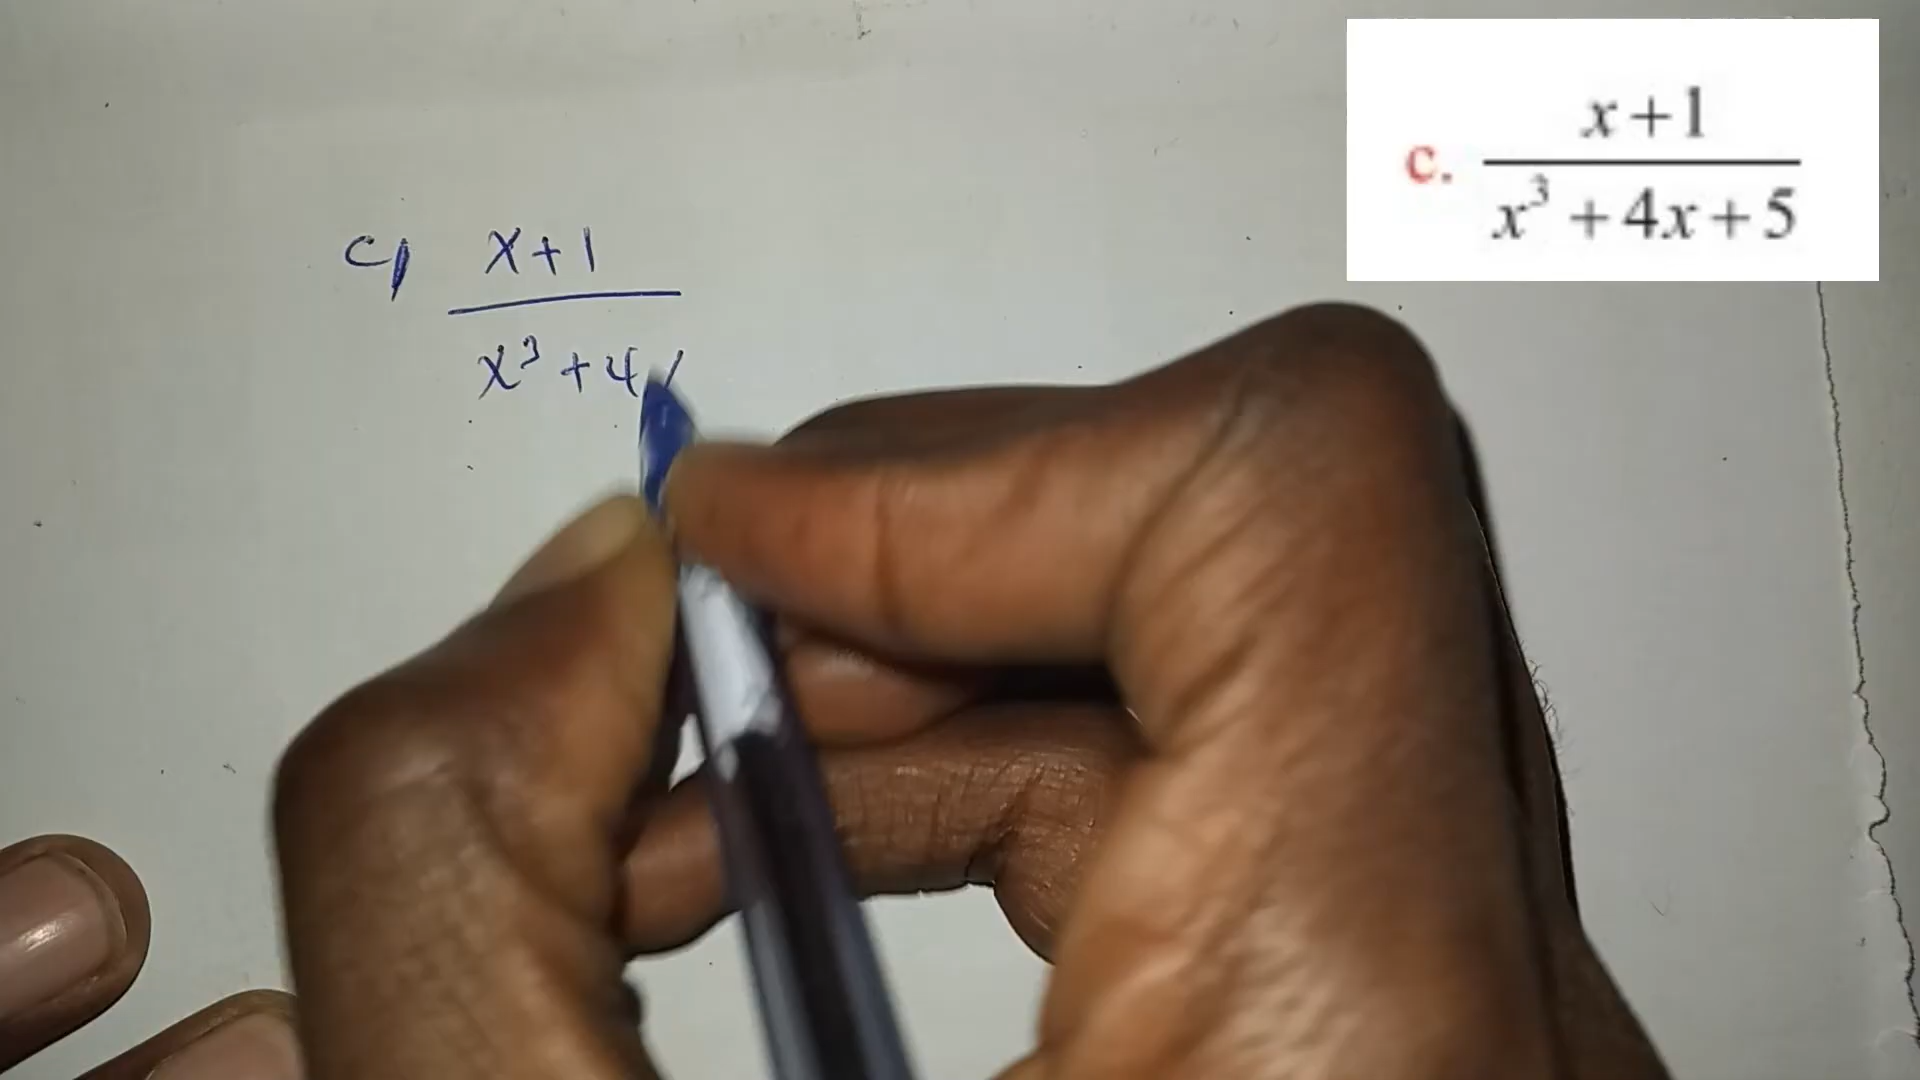 c. x+1
x³ + 4x + 5
c) x+1
x³ + 4